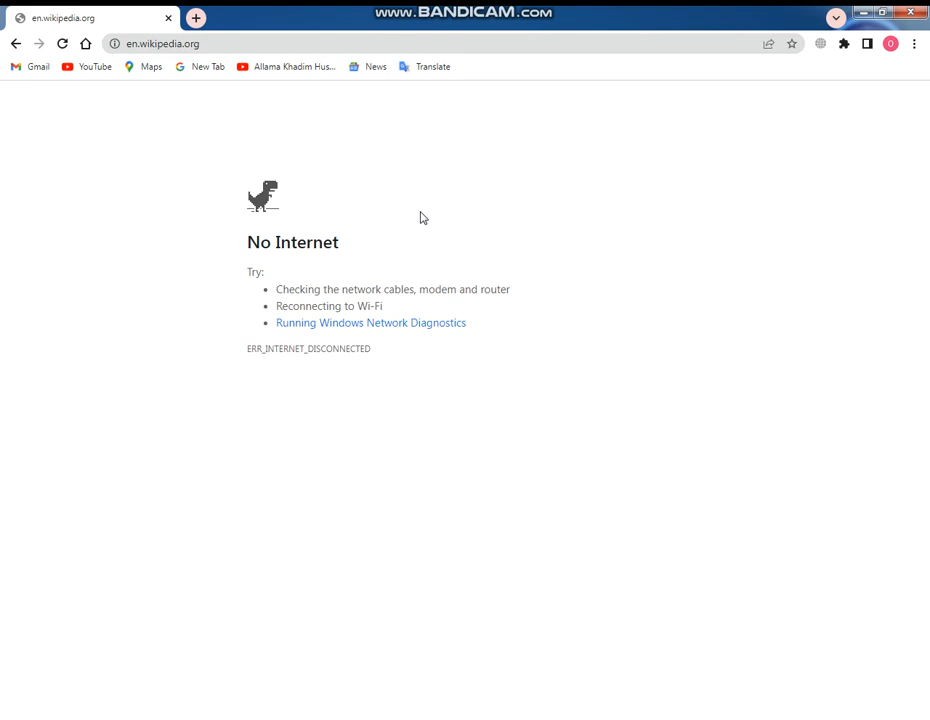 en.wikipedia.org
WWW.BANDICAM.COM
en.wikipedia.org
O
Gmail
YouTube
Maps
New Tab
Allama Khadim Hus...
News
Translate
No Internet
Try:
• Checking the network cables, modem and router
• Reconnecting to Wi-Fi
• Running Windows Network Diagnostics
ERR_INTERNET_DISCONNECTED